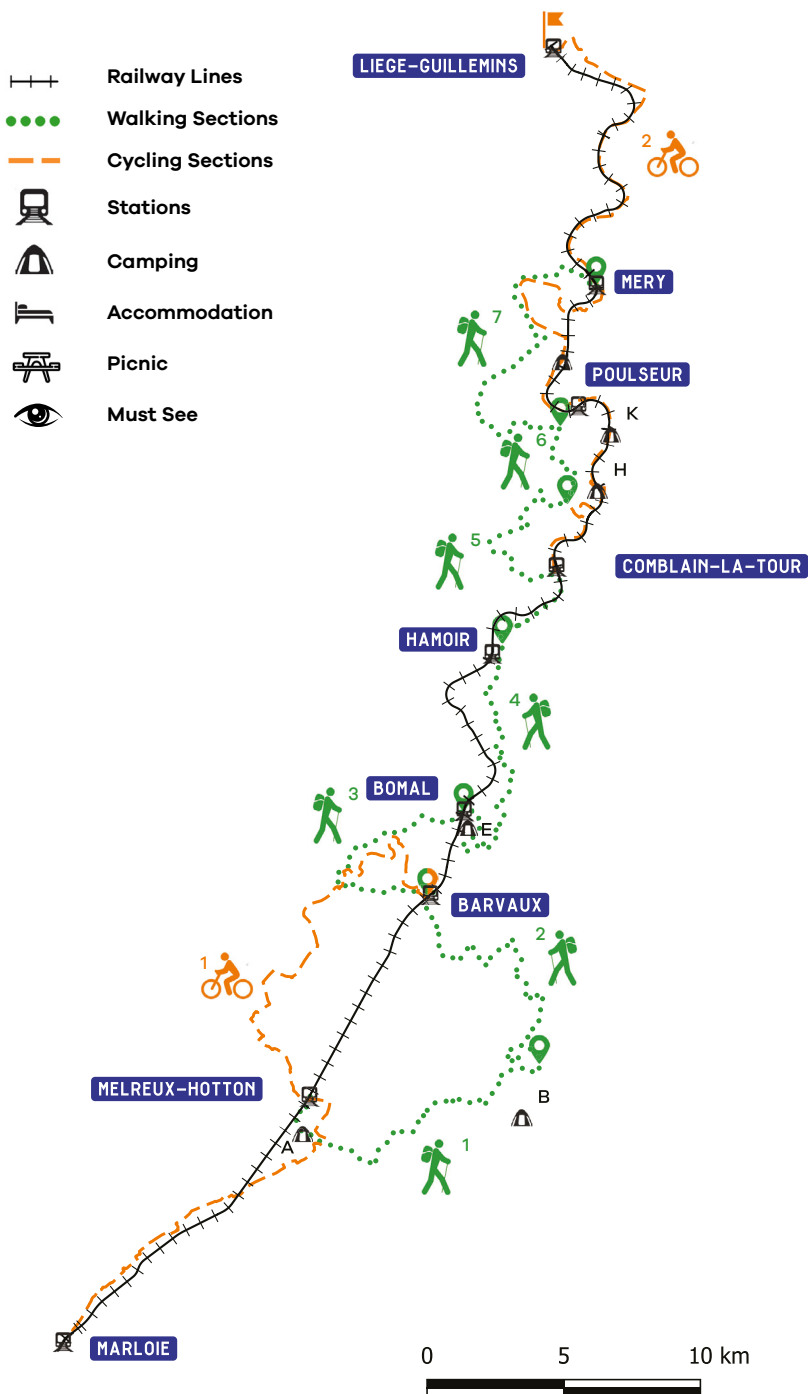 Railway Lines
Walking Sections
Cycling Sections
Stations
Camping
Accommodation
Picnic
Must See
LIEGE-GUILLEMINS
2
MERY
7
POULSEUR
K
6
H
5
COMBLAIN-LA-TOUR
HAMOIR
4
BOMAL
3
E
BARVAUX
2
1
MELREUX-HOTTON
B
A
1
MARLOIE
0 5 10 km